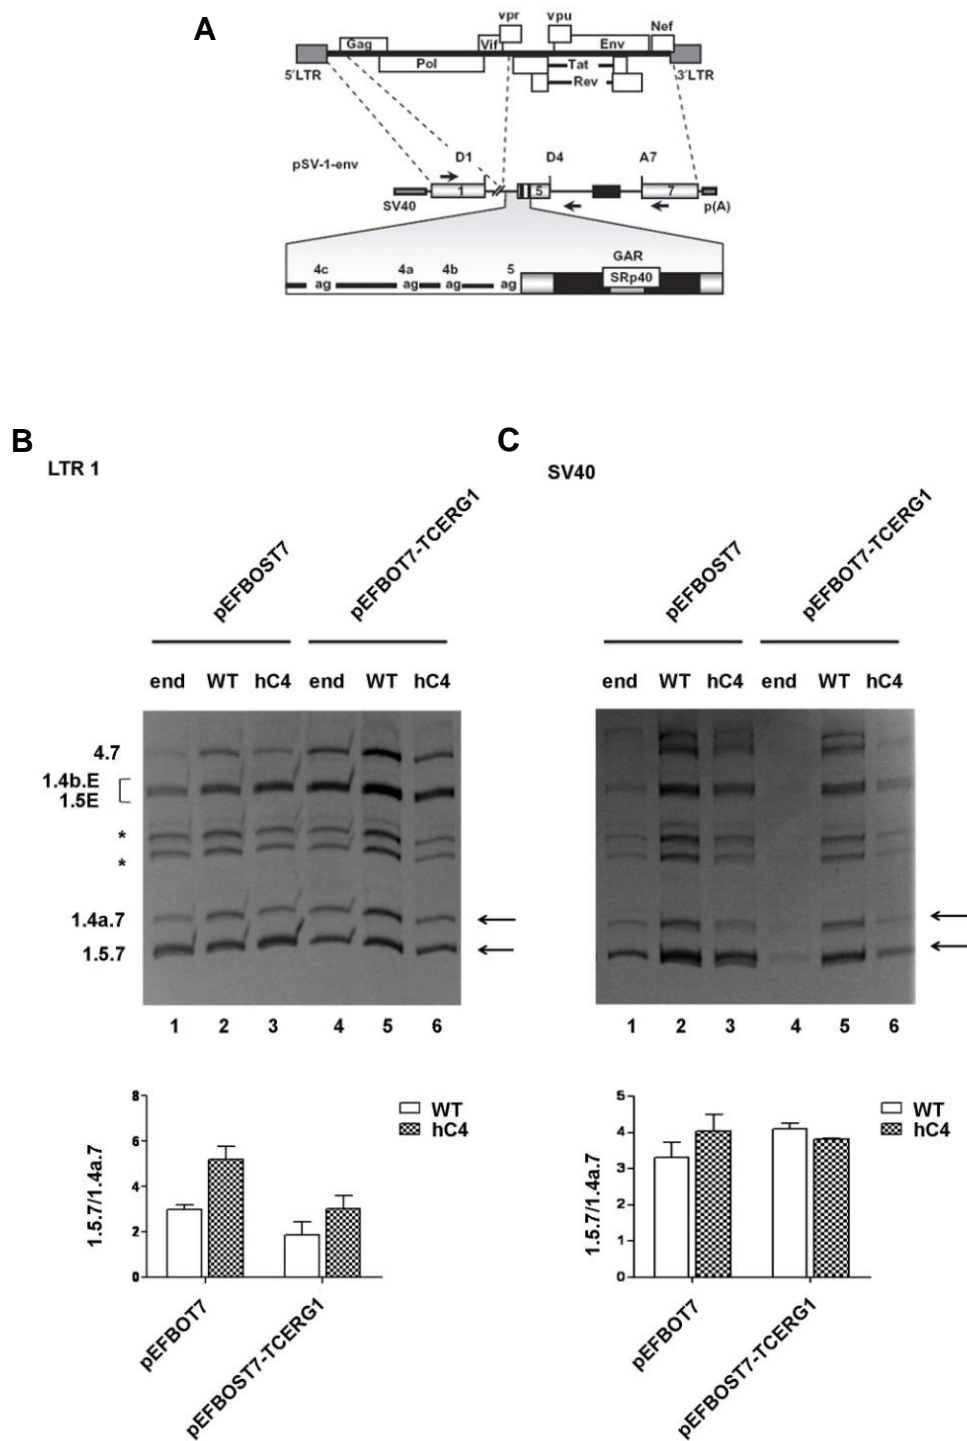 A
vpr vpu Nef
Gag Vif Env
Pol Tat
5'LTR 3'LTR
Rev
D1 D4 A7
pSV-1-env
1 5 7
SV40 p(A)
GAR
4c 4a 4b 5 SRp40
ag ag ag ag
B
LTR 1
pEFBOST7 pEFBOT7-TCERG1
end WT hC4 end WT hC4
4.7
1.4b.E
1.5E
*
*
1.4a.7
1.5.7
1 2 3 4 5 6
8
6
4
2
0
1.5.7/1.4a.7
WT
hC4
pEFBOT7
pEFBOST7-TCERG1
C
SV40
pEFBOST7 pEFBOT7-TCERG1
end WT hC4 end WT hC4
1 2 3 4 5 6
5
4
3
2
1
0
1.5.7/1.4a.7
WT
hC4
pEFBOT7
pEFBOST7-TCERG1